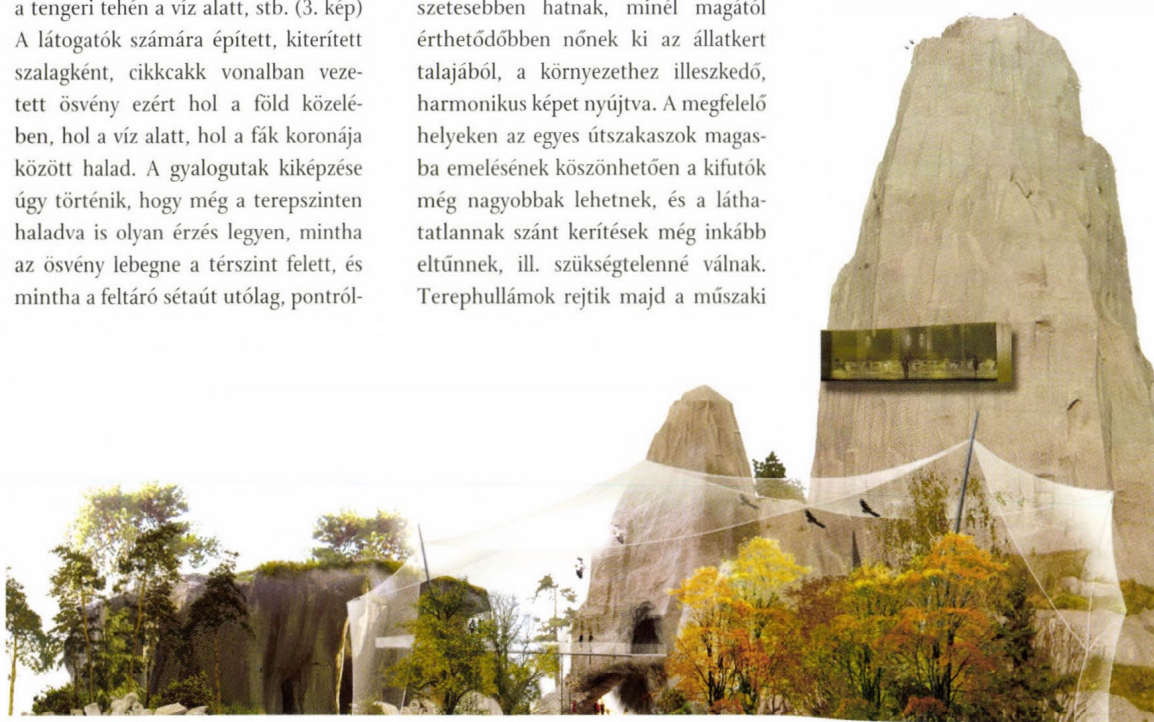 a tengeri tehén a víz alatt, stb. (3. kép)
A látogatók számára épített, kiterített
szalagként, cikkcakk vonalban veze-
tett ösvény ezért hol a föld közelé-
ben, hol a víz alatt, hol a fák koronája
között halad. A gyalogutak kiképzése
úgy történik, hogy még a terepszinten
haladva is olyan érzés legyen, mintha
az ösvény lebegne a térszint felett, és
mintha a feltáró sétaút utólag, pontról-
szetesebben hatnak, minél magától
érthetődőbben nőnek ki az állatkert
talajából, a környezethez illeszkedő,
harmonikus képet nyújtva. A megfelelő
helyeken az egyes útszakaszok magas-
ba emelésének köszönhetően a kifutók
még nagyobbak lehetnek, és a látha-
tatlannak szánt kerítések még inkább
eltűnnek, ill. szükségtelenné válnak.
Terephullámok rejtik majd a műszaki